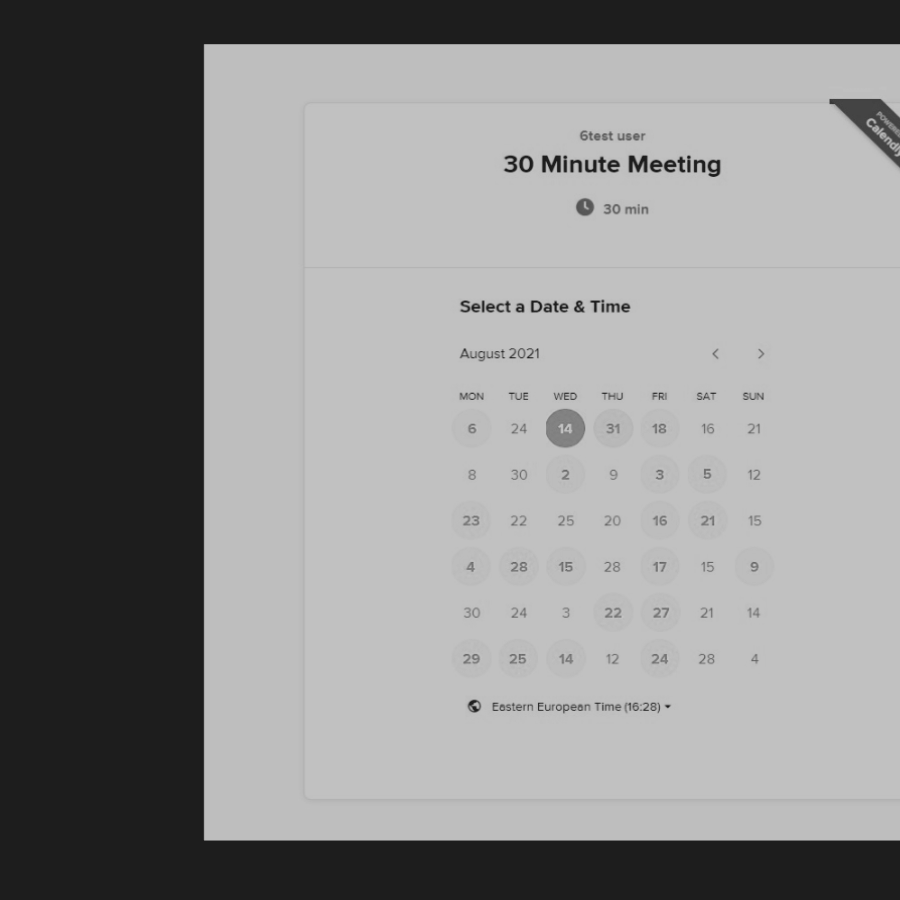 POWERED
Calendly
6test user
30 Minute Meeting
30 min
Select a Date & Time
August 2021
MON TUE WED THU FRI SAT SUN
6 24 14 31 18 16 21
8 30 2 9 3 5 12
23 22 25 20 16 21 15
4 28 15 28 17 15 9
30 24 3 22 27 21 14
29 25 14 12 24 28 4
Eastern European Time (16:28)